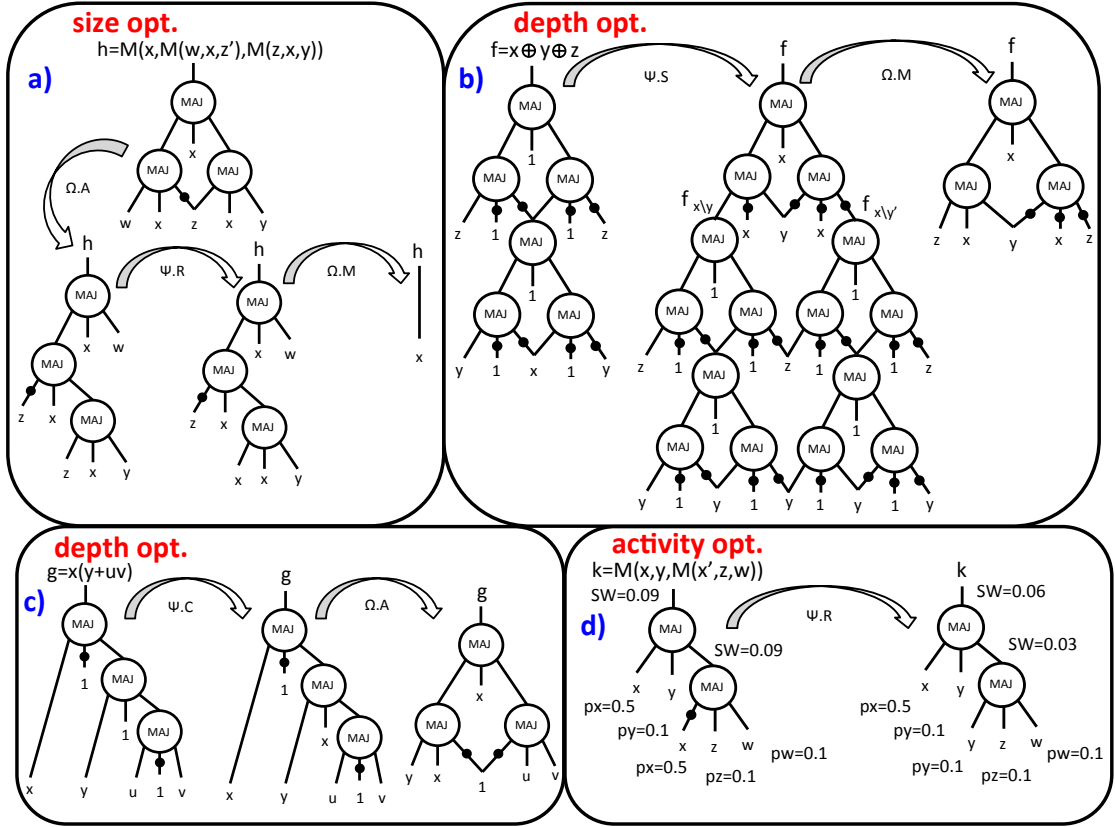 size opt.
h=M(x,M(w,x,z'),M(z,x,y))
a)
MAJ
x
MAJ MAJ
w x z x y
Ω.A
h h h
Ψ.R Ω.M
MAJ MAJ
x w x w x
MAJ MAJ
z x z x
MAJ MAJ
z x y x x y
depth opt.
f=x⊕y⊕z f f
b)
Ψ.S Ω.M
MAJ MAJ MAJ
1 x x
MAJ MAJ MAJ MAJ MAJ MAJ
z 1 1 z x y x z x y x z
f x\y f x\y'
MAJ MAJ MAJ
1 1 1
MAJ MAJ MAJ MAJ MAJ MAJ
y 1 x 1 y z 1 1 z 1 1 z
MAJ MAJ
1 1
MAJ MAJ MAJ MAJ
y 1 y 1 y 1 y 1 y
depth opt.
g=x(y+uv) g g
c)
Ψ.C Ω.A
MAJ MAJ MAJ
1 1 x
MAJ MAJ
1 x
MAJ MAJ MAJ MAJ
x y u 1 v x y u 1 v y x 1 u v
activity opt.
k=M(x,y,M(x',z,w)) k
d)
SW=0.09 SW=0.06
Ψ.R
MAJ MAJ
SW=0.09 SW=0.03
x y x y
MAJ MAJ
px=0.5 px=0.5
py=0.1 x z w py=0.1 y z w
px=0.5 pz=0.1 pw=0.1 py=0.1 pz=0.1 pw=0.1